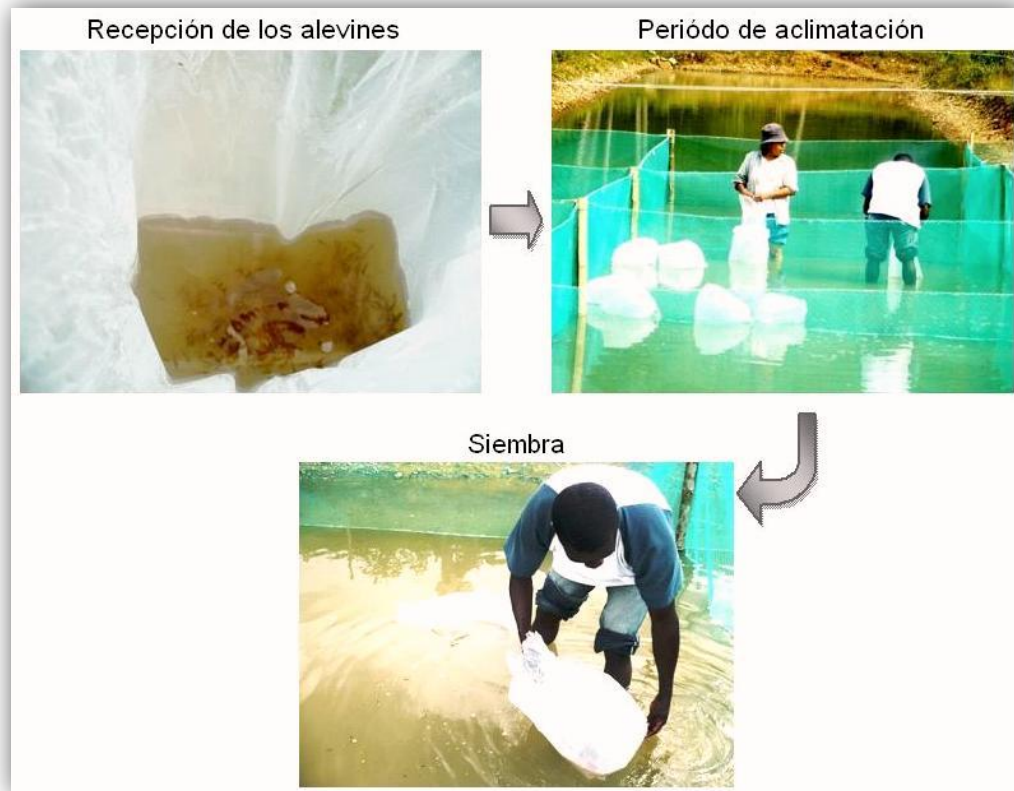 Recepción de los alevines
Periódo de aclimatación
Siembra